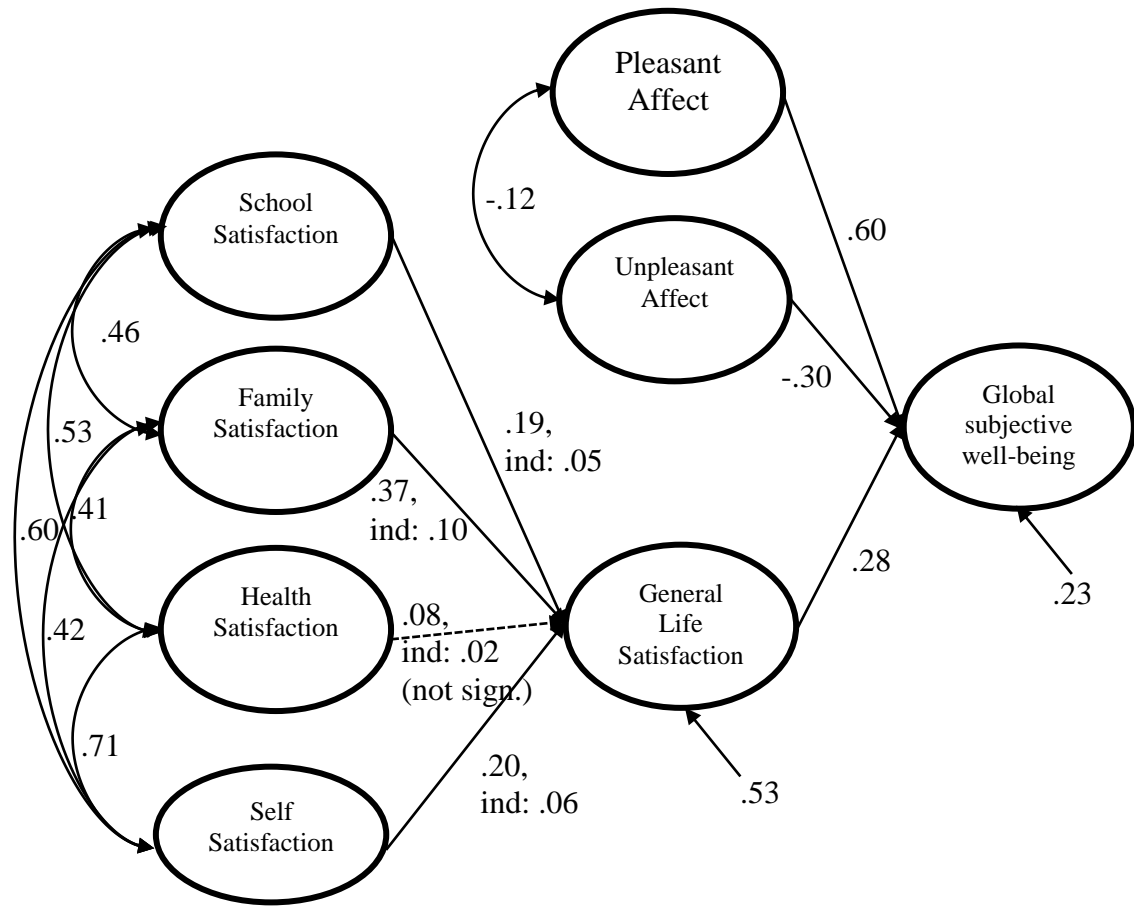 Pleasant
Affect
-.12
Unpleasant
Affect
.60
-.30
School
Satisfaction
.46
Family
Satisfaction
.53
.41
.60
Health
Satisfaction
.42
.71
Self
Satisfaction
.19,
ind: .05
.37,
ind: .10
.08,
ind: .02
(not sign.)
.20,
ind: .06
General
Life
Satisfaction
.53
.28
Global
subjective
well-being
.23